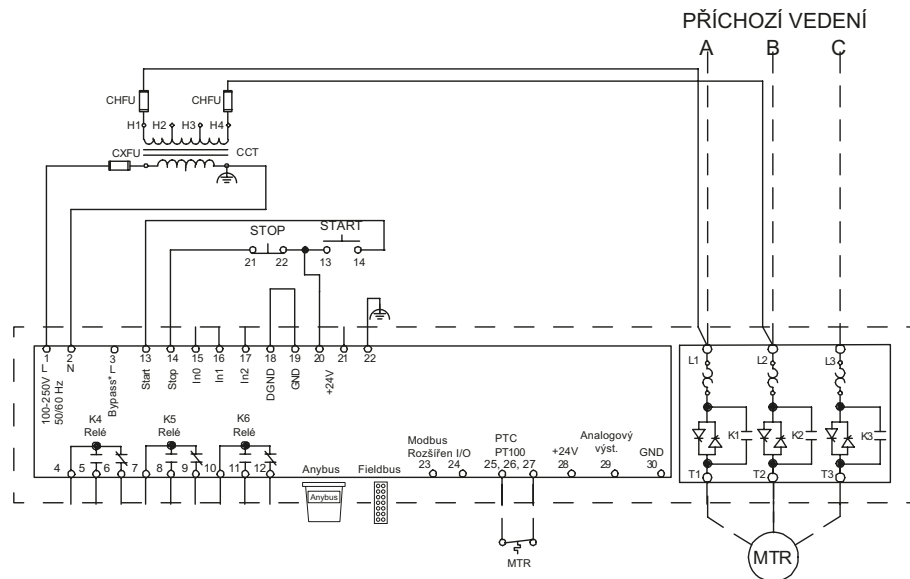 PŘÍCHOZÍ VEDENÍ
A B C
CHFU CHFU
H1 H2 H3 H4
CXFU CCT
STOP START
21 22 13 14
1 2 3 13 14 15 16 17 18 19 20 21 22
L N L Start Stop In0 In1 In2 DGND GND +24V
100-250V
50/60 Hz
Bypass*
L1 L2 L3
K4 K5 K6
Relé Relé Relé
4 5 6 7 8 9 10 11 12
Anybus Fieldbus
Anybus
Modbus
Rozšířen I/O
23 24
PTC
PT100
25, 26, 27
+24V
28
Analogový
výst.
29
GND
30
K1 K2 K3
T1 T2 T3
MTR
MTR